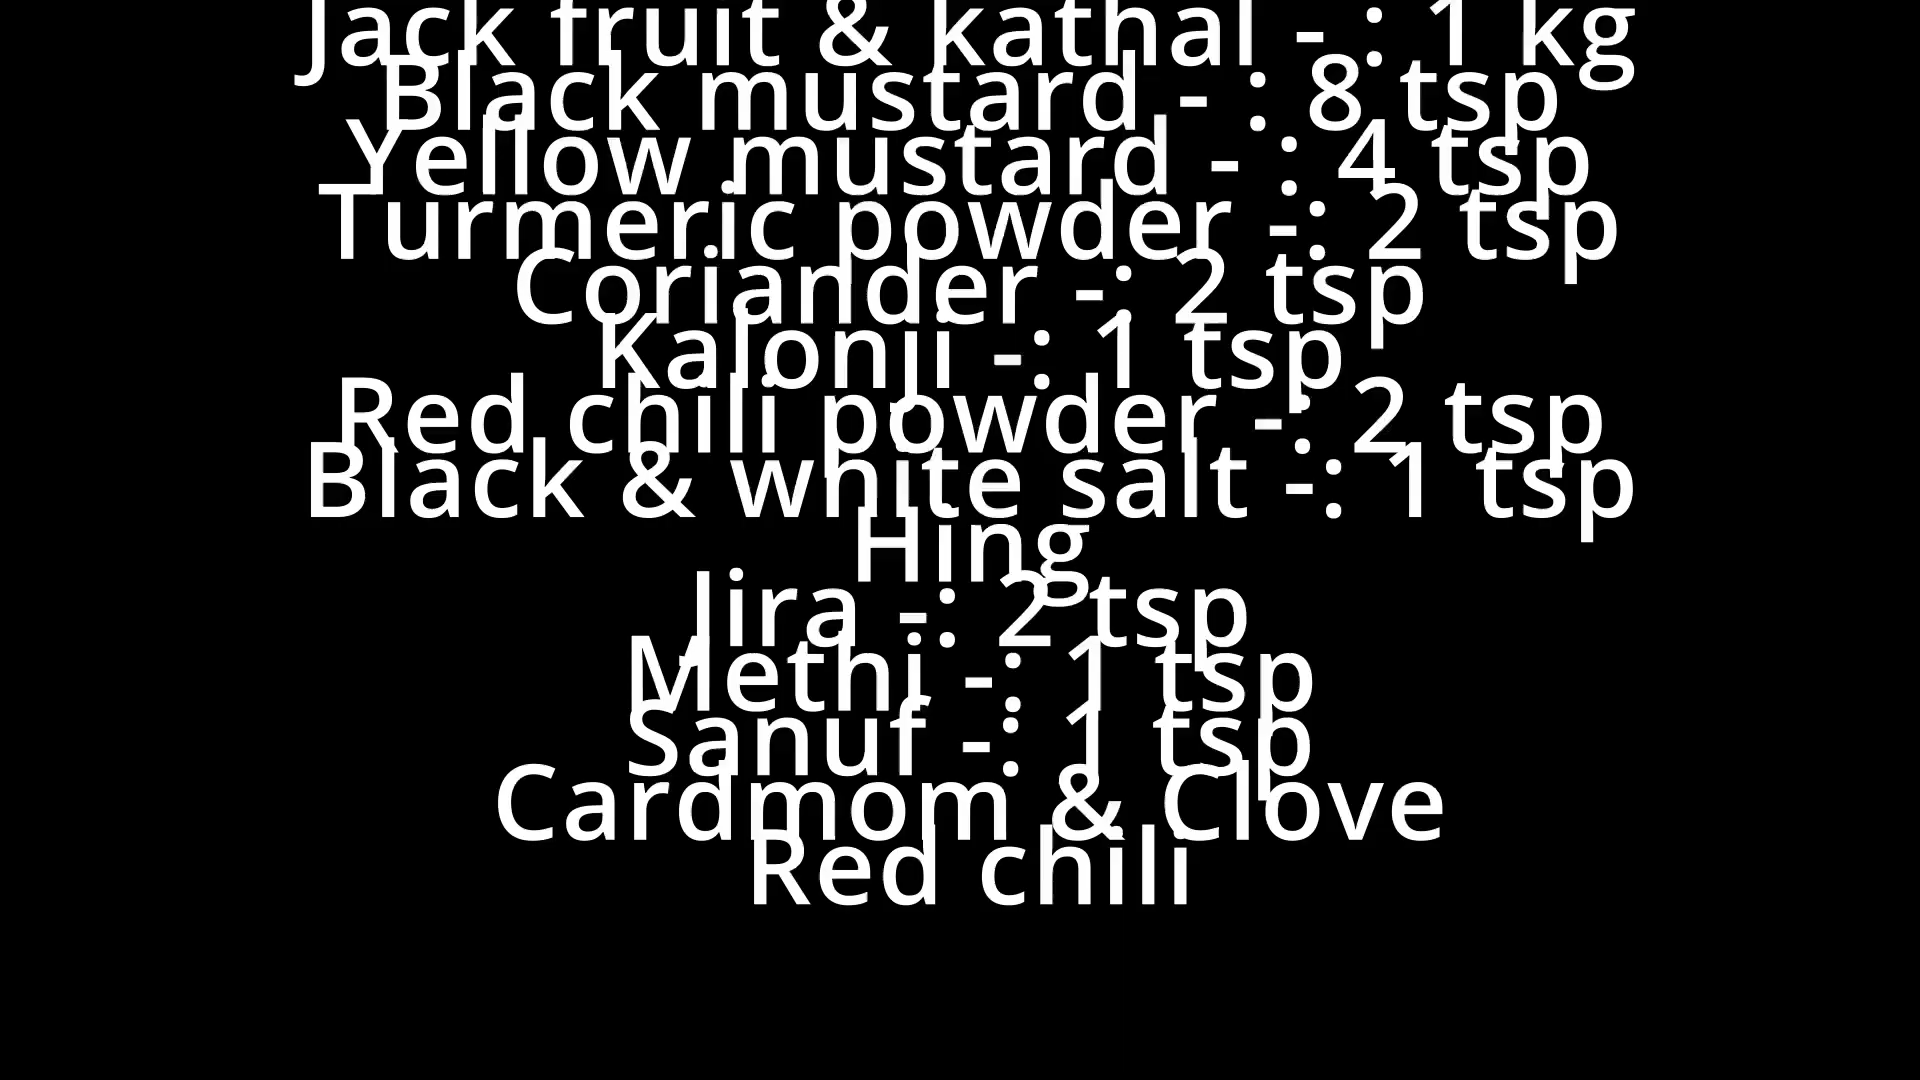 Jack fruit & kathal - : 1 kg
Black mustard - : 8 tsp
Yellow mustard - : 4 tsp
Turmeric powder -: 2 tsp
Coriander -: 2 tsp
Kalonji -: 1 tsp
Red chili powder -: 2 tsp
Black & white salt -: 1 tsp
Hing
Jira -: 2 tsp
Methi -: 1 tsp
Sanuf -: 1 tsp
Cardmom & Clove
Red chili